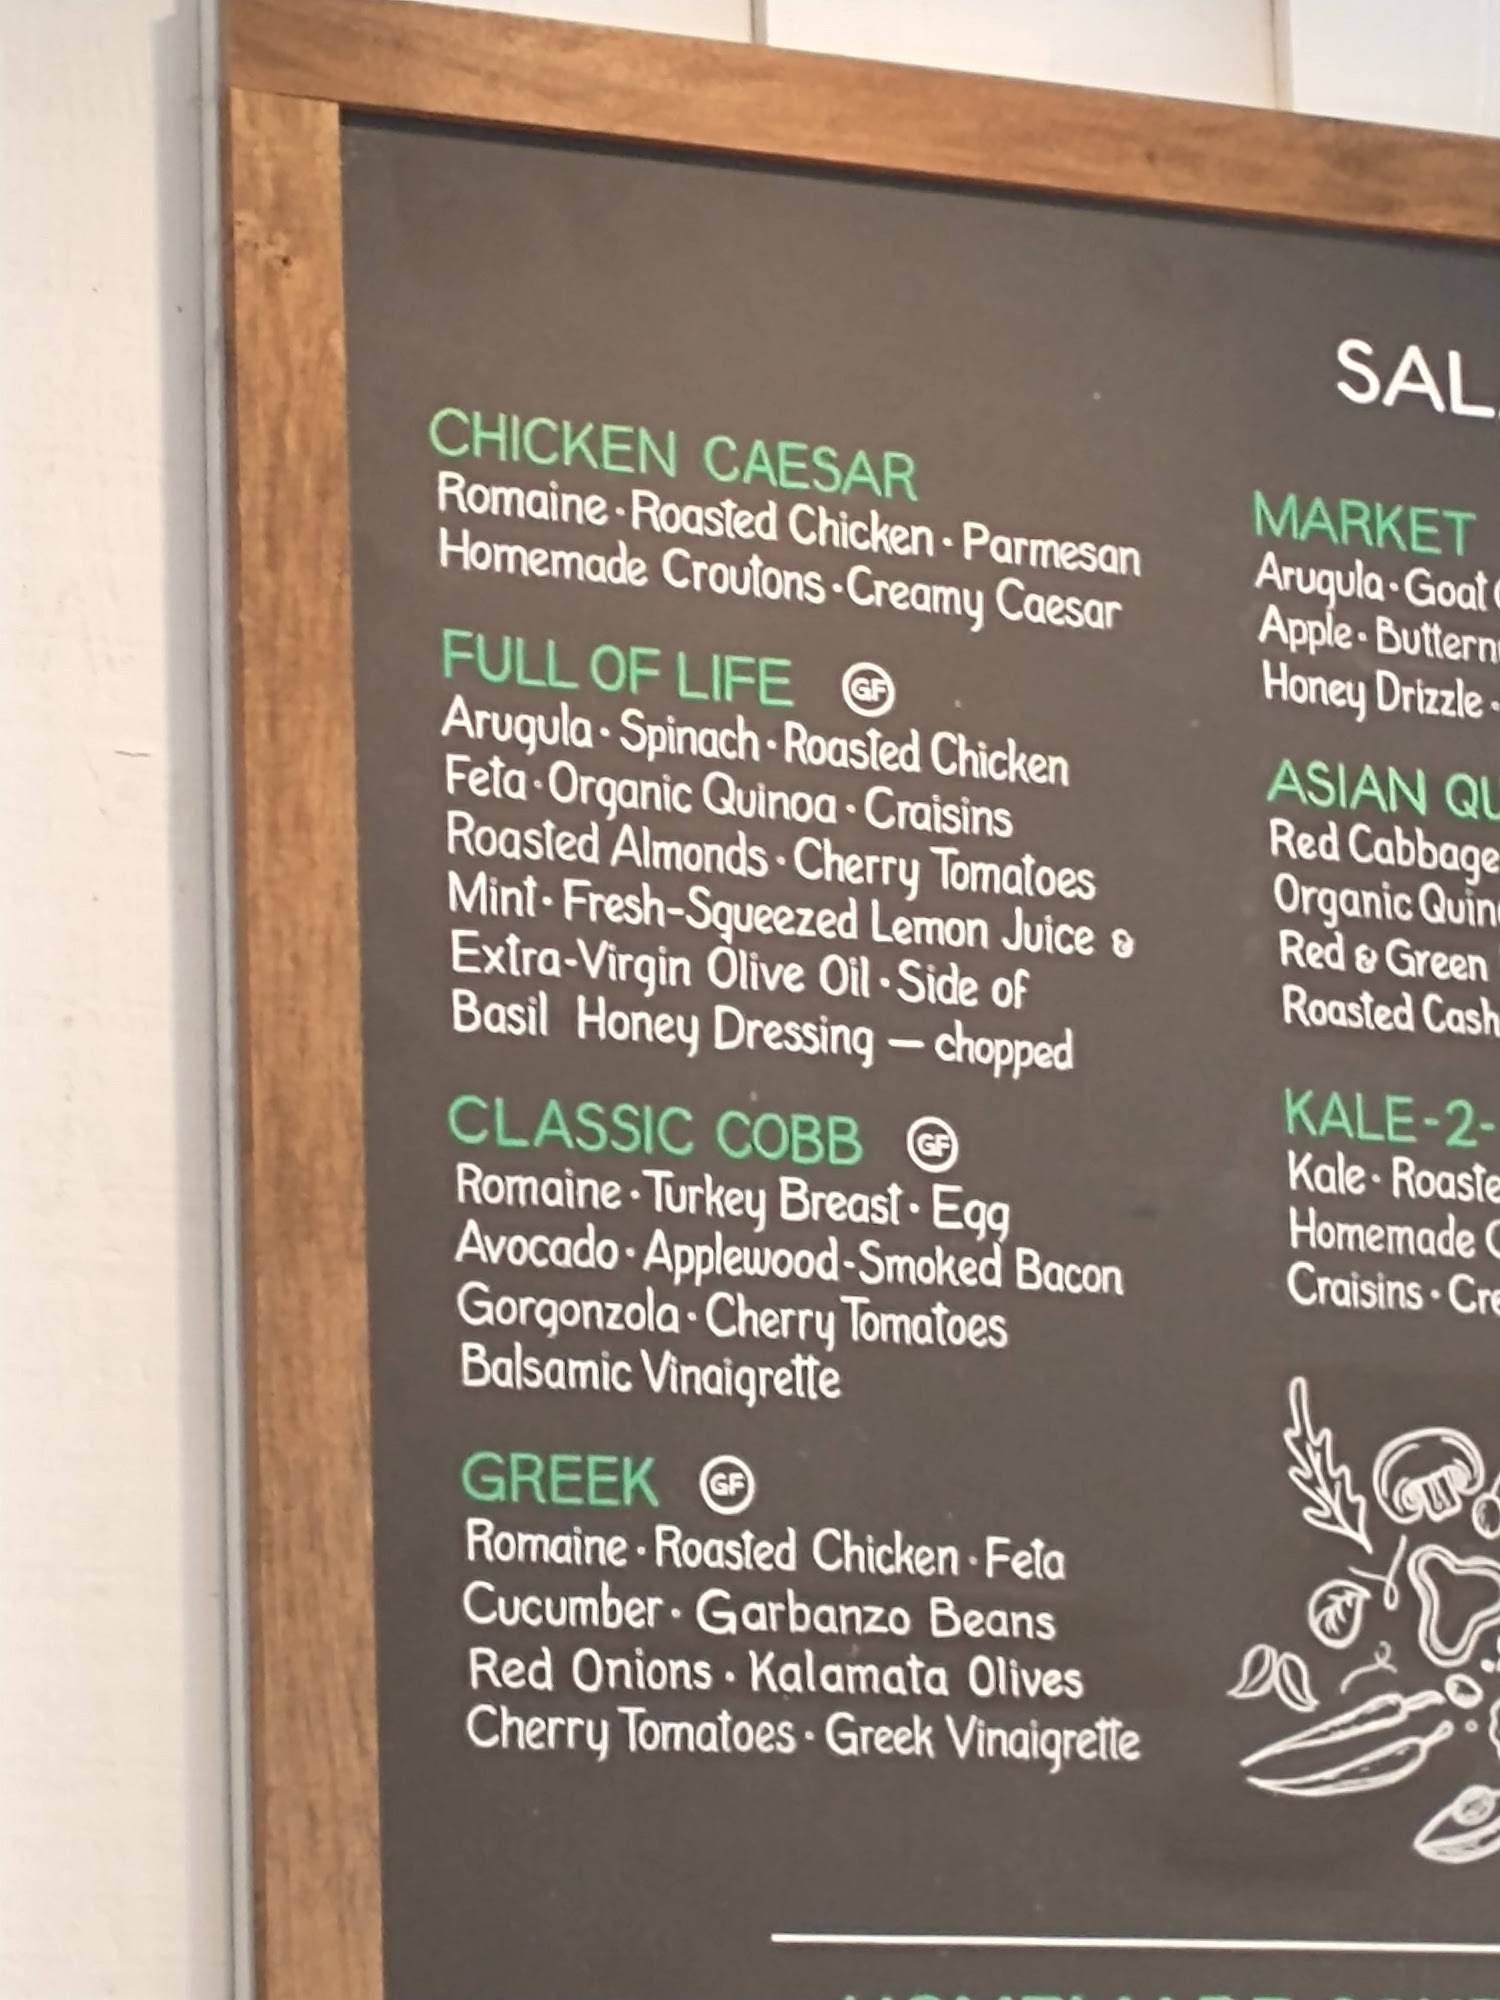 SAL
CHICKEN CAESAR
Romaine · Roasted Chicken · Parmesan
Homemade Croutons · Creamy Caesar
FULL OF LIFE GF
Arugula · Spinach · Roasted Chicken
Feta · Organic Quinoa · Craisins
Roasted Almonds · Cherry Tomatoes
Mint · Fresh-Squeezed Lemon Juice &
Extra-Virgin Olive Oil · Side of
Basil Honey Dressing — chopped
CLASSIC COBB GF
Romaine · Turkey Breast · Egg
Avocado · Applewood-Smoked Bacon
Gorgonzola · Cherry Tomatoes
Balsamic Vinaigrette
GREEK GF
Romaine · Roasted Chicken · Feta
Cucumber · Garbanzo Beans
Red Onions · Kalamata Olives
Cherry Tomatoes · Greek Vinaigrette
MARKET
Arugula · Goat
Apple · Buttern
Honey Drizzle ·
ASIAN QU
Red Cabbage
Organic Quin
Red & Green
Roasted Cash
KALE-2-
Kale · Roaste
Homemade
Craisins · Cre